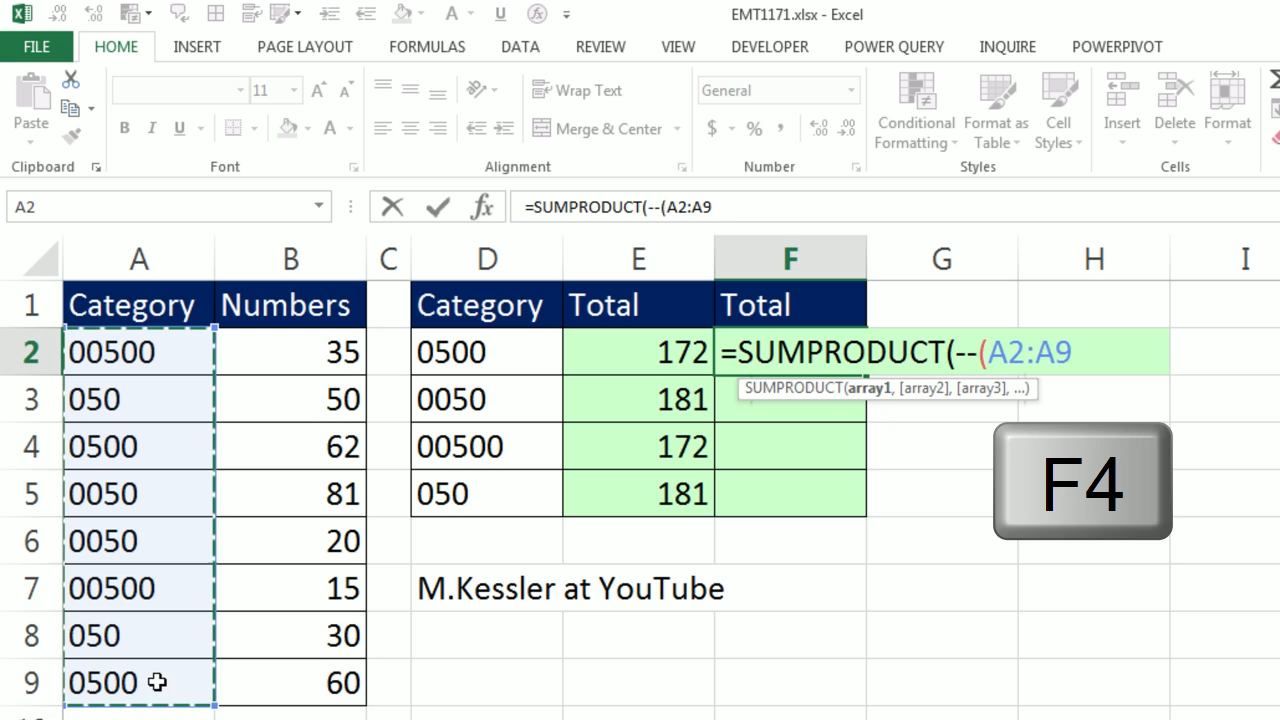 EMT1171.xlsx - Excel
FILE HOME INSERT PAGE LAYOUT FORMULAS DATA REVIEW VIEW DEVELOPER POWER QUERY INQUIRE POWERPIVOT
11 A A Wrap Text General
Paste B I U Merge & Center $ % , .00 .0 Conditional Formatting Format as Table Cell Styles Insert Delete Format
Clipboard Font Alignment Number Styles Cells
A2 fx =SUMPRODUCT(--(A2:A9
A B C D E F G H I
1 Category Numbers Category Total Total
2 00500 35 0500 172 =SUMPRODUCT(--(A2:A9
SUMPRODUCT(array1, [array2], [array3], ...)
3 050 50 0050 181
4 0500 62 00500 172
5 0050 81 050 181
F4
6 0050 20
7 00500 15 M.Kessler at YouTube
8 050 30
9 0500 60